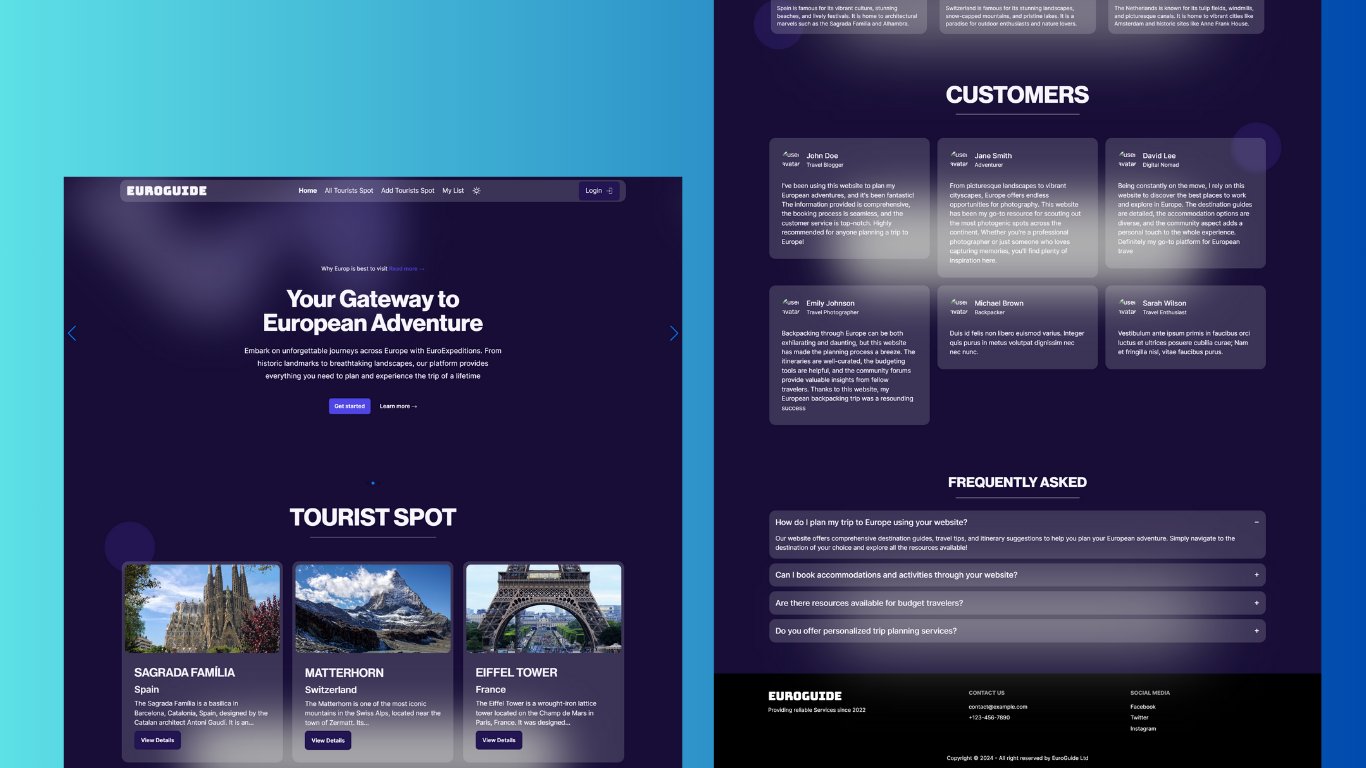 EUROGUIDE
Home All Tourists Spot Add Tourists Spot My List
Login
Why Europ is best to visit Read more →
Your Gateway to
European Adventure
Embark on unforgettable journeys across Europe with EuroExpeditions. From
historic landmarks to breathtaking landscapes, our platform provides
everything you need to plan and experience the trip of a lifetime
Get started Learn more →
TOURIST SPOT
SAGRADA FAMÍLIA
Spain
The Sagrada Família is a basilica in
Barcelona, Catalonia, Spain, designed by the
Catalan architect Antoni Gaudí. It is an...
View Details
MATTERHORN
Switzerland
The Matterhorn is one of the most iconic
mountains in the Swiss Alps, located near the
town of Zermatt. Its...
View Details
EIFFEL TOWER
France
The Eiffel Tower is a wrought-iron lattice
tower located on the Champ de Mars in
Paris, France. It was designed...
View Details
Spain is famous for its vibrant culture, stunning
beaches, and lively festivals. It is home to architectural
marvels such as the Sagrada Familia and Alhambra.
Switzerland is famous for its stunning landscapes,
snow-capped mountains, and pristine lakes. It is a
paradise for outdoor enthusiasts and nature lovers.
The Netherlands is known for its tulip fields, windmills,
and picturesque canals. It is home to vibrant cities like
Amsterdam and historic sites like Anne Frank House.
CUSTOMERS
John Doe
Travel Blogger
I've been using this website to plan my
European adventures, and it's been fantastic!
The information provided is comprehensive,
the booking process is seamless, and the
customer service is top-notch. Highly
recommended for anyone planning a trip to
Europe!
Jane Smith
Adventurer
From picturesque landscapes to vibrant
cityscapes, Europe offers endless
opportunities for photography. This website
has been my go-to resource for scouting out
the most photogenic spots across the
continent. Whether you're a professional
photographer or just someone who loves
capturing memories, you'll find plenty of
inspiration here.
David Lee
Digital Nomad
Being constantly on the move, I rely on this
website to discover the best places to work
and explore in Europe. The destination guides
are detailed, the accommodation options are
diverse, and the community aspect adds a
personal touch to the whole experience.
Definitely my go-to platform for European
trave
Emily Johnson
Travel Photographer
Backpacking through Europe can be both
exhilarating and daunting, but this website
has made the planning process a breeze. The
itineraries are well-curated, the budgeting
tools are helpful, and the community forums
provide valuable insights from fellow
travelers. Thanks to this website, my
European backpacking trip was a resounding
success
Michael Brown
Backpacker
Duis id felis non libero euismod varius. Integer
quis purus in metus volutpat dignissim nec
nec nunc.
Sarah Wilson
Travel Enthusiast
Vestibulum ante ipsum primis in faucibus orci
luctus et ultrices posuere cubilia curae; Nam
et fringilla nisl, vitae faucibus purus.
FREQUENTLY ASKED
How do I plan my trip to Europe using your website? −
Our website offers comprehensive destination guides, travel tips, and itinerary suggestions to help you plan your European adventure. Simply navigate to the
destination of your choice and explore all the resources available!
Can I book accommodations and activities through your website? +
Are there resources available for budget travelers? +
Do you offer personalized trip planning services? +
EUROGUIDE
Providing reliable Services since 2022
CONTACT US
contact@example.com
+123-456-7890
SOCIAL MEDIA
Facebook
Twitter
Instagram
Copyright © 2024 - All right reserved by EuroGuide Ltd